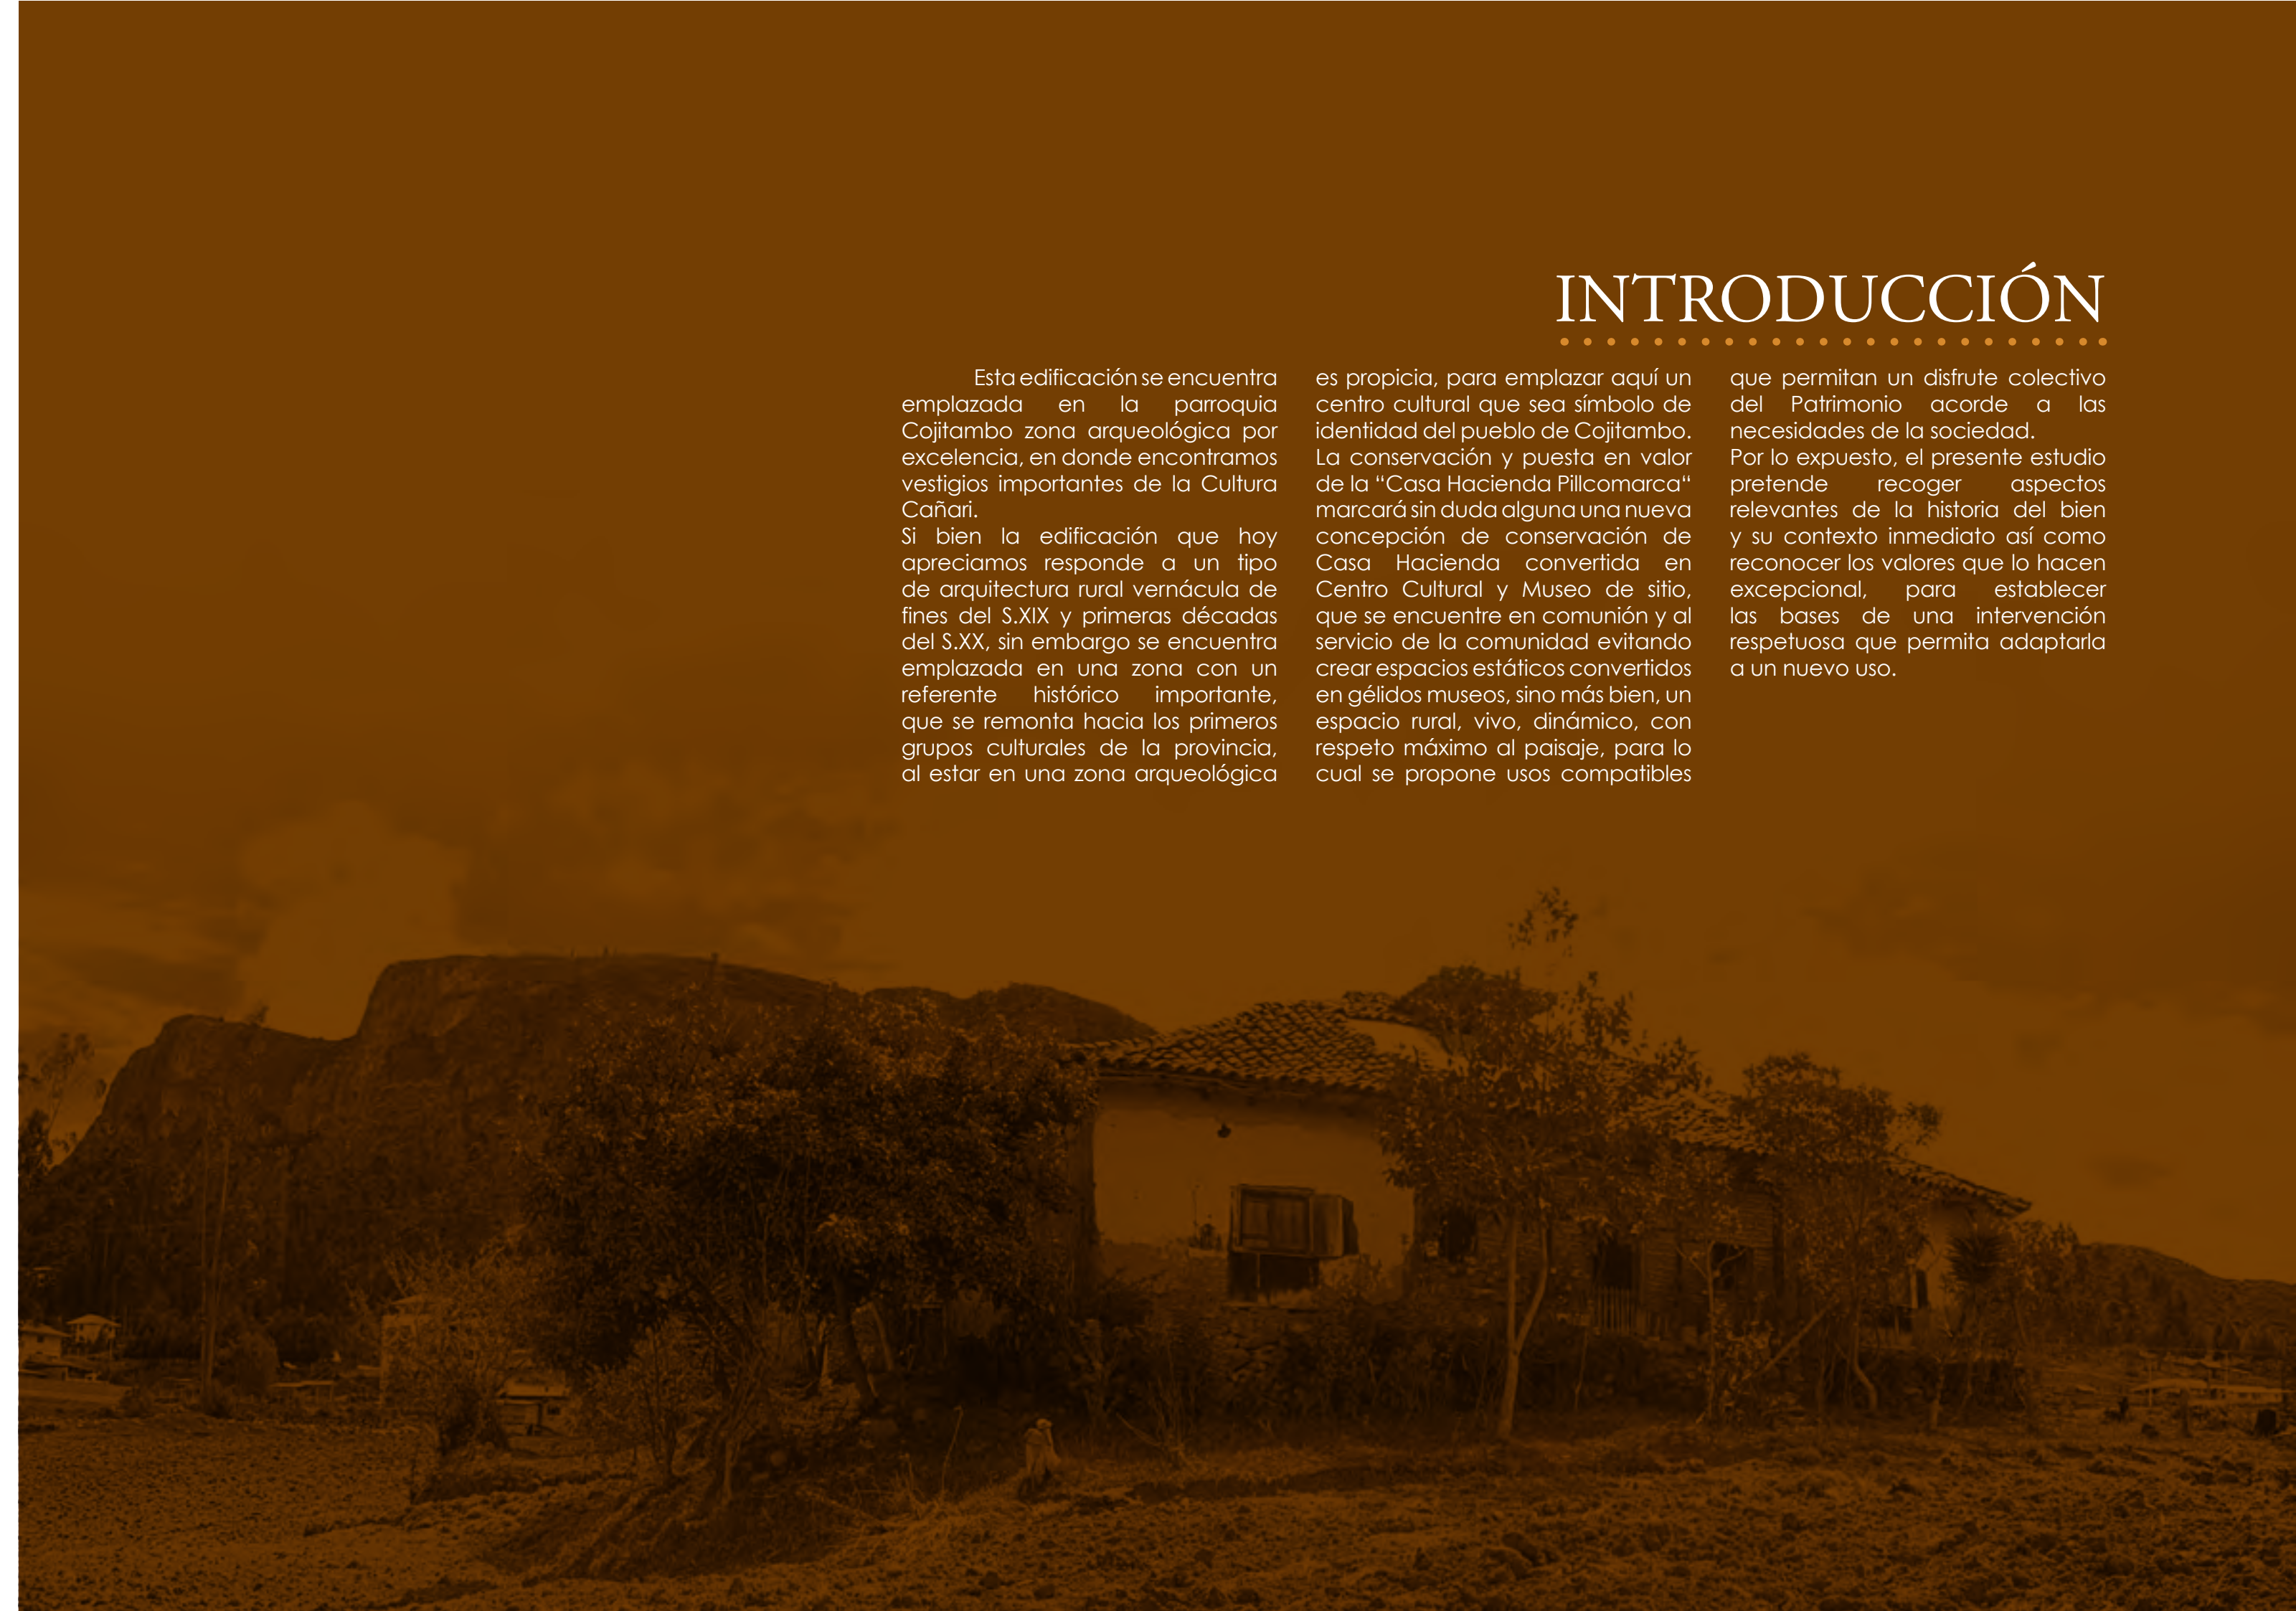 INTRODUCCIÓN
Esta edificación se encuentra
emplazada en la parroquia
Cojitambo zona arqueológica por
excelencia, en donde encontramos
vestigios importantes de la Cultura
Cañari.
Si bien la edificación que hoy
apreciamos responde a un tipo
de arquitectura rural vernácula de
fines del S.XIX y primeras décadas
del S.XX, sin embargo se encuentra
emplazada en una zona con un
referente histórico importante,
que se remonta hacia los primeros
grupos culturales de la provincia,
al estar en una zona arqueológica
es propicia, para emplazar aquí un
centro cultural que sea símbolo de
identidad del pueblo de Cojitambo.
La conservación y puesta en valor
de la “Casa Hacienda Pillcomarca“
marcará sin duda alguna una nueva
concepción de conservación de
Casa Hacienda convertida en
Centro Cultural y Museo de sitio,
que se encuentre en comunión y al
servicio de la comunidad evitando
crear espacios estáticos convertidos
en gélidos museos, sino más bien, un
espacio rural, vivo, dinámico, con
respeto máximo al paisaje, para lo
cual se propone usos compatibles
que permitan un disfrute colectivo
del Patrimonio acorde a las
necesidades de la sociedad.
Por lo expuesto, el presente estudio
pretende recoger aspectos
relevantes de la historia del bien
y su contexto inmediato así como
reconocer los valores que lo hacen
excepcional, para establecer
las bases de una intervención
respetuosa que permita adaptarla
a un nuevo uso.